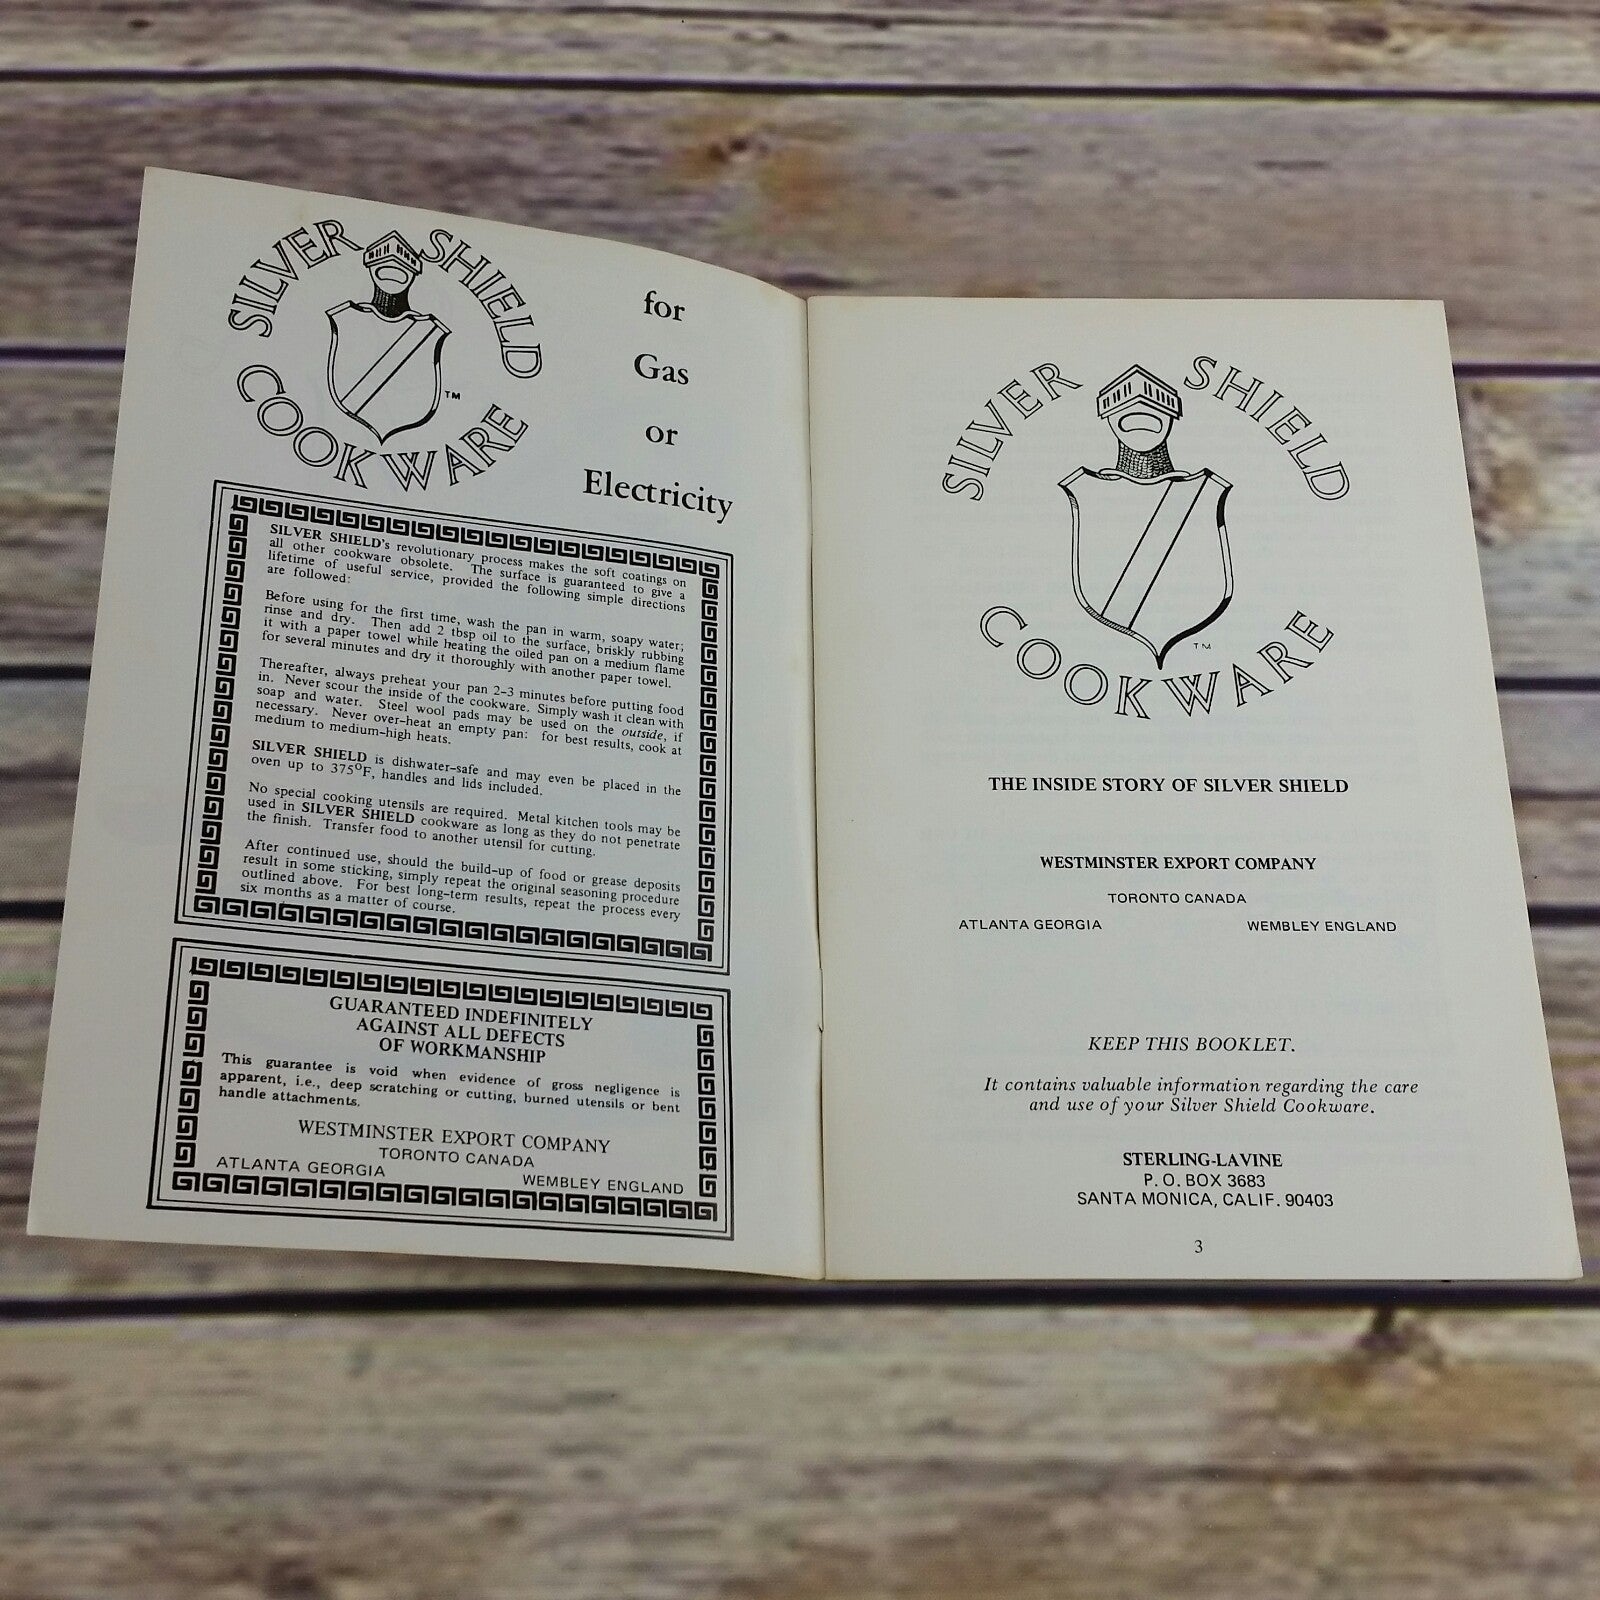 SILVER SHIELD
COOKWARE
TM
for
Gas
or
Electricity
SILVER SHIELD's revolutionary process makes the soft coatings on
all other cookware obsolete. The surface is guaranteed to give a
lifetime of useful service, provided the following simple directions
are followed:
Before using for the first time, wash the pan in warm, soapy water;
rinse and dry. Then add 2 tbsp oil to the surface, briskly rubbing
it with a paper towel while heating the oiled pan on a medium flame
for several minutes and dry it thoroughly with another paper towel.
Thereafter, always preheat your pan 2-3 minutes before putting food
in. Never scour the inside of the cookware. Simply wash it clean with
soap and water. Steel wool pads may be used on the outside, if
necessary. Never over-heat an empty pan: for best results, cook at
medium to medium-high heats.
SILVER SHIELD is dishwater-safe and may even be placed in the
oven up to 375°F, handles and lids included.
No special cooking utensils are required. Metal kitchen tools may be
used in SILVER SHIELD cookware as long as they do not penetrate
the finish. Transfer food to another utensil for cutting.
After continued use, should the build-up of food or grease deposits
result in some sticking, simply repeat the original seasoning procedure
outlined above. For best long-term results, repeat the process every
six months as a matter of course.
GUARANTEED INDEFINITELY
AGAINST ALL DEFECTS
OF WORKMANSHIP
This guarantee is void when evidence of gross negligence is
apparent, i.e., deep scratching or cutting, burned utensils or bent
handle attachments.
WESTMINSTER EXPORT COMPANY
TORONTO CANADA
ATLANTA GEORGIA
WEMBLEY ENGLAND
SILVER SHIELD
COOKWARE
TM
THE INSIDE STORY OF SILVER SHIELD
WESTMINSTER EXPORT COMPANY
TORONTO CANADA
ATLANTA GEORGIA WEMBLEY ENGLAND
KEEP THIS BOOKLET.
It contains valuable information regarding the care
and use of your Silver Shield Cookware.
STERLING-LAVINE
P. O. BOX 3683
SANTA MONICA, CALIF. 90403
3